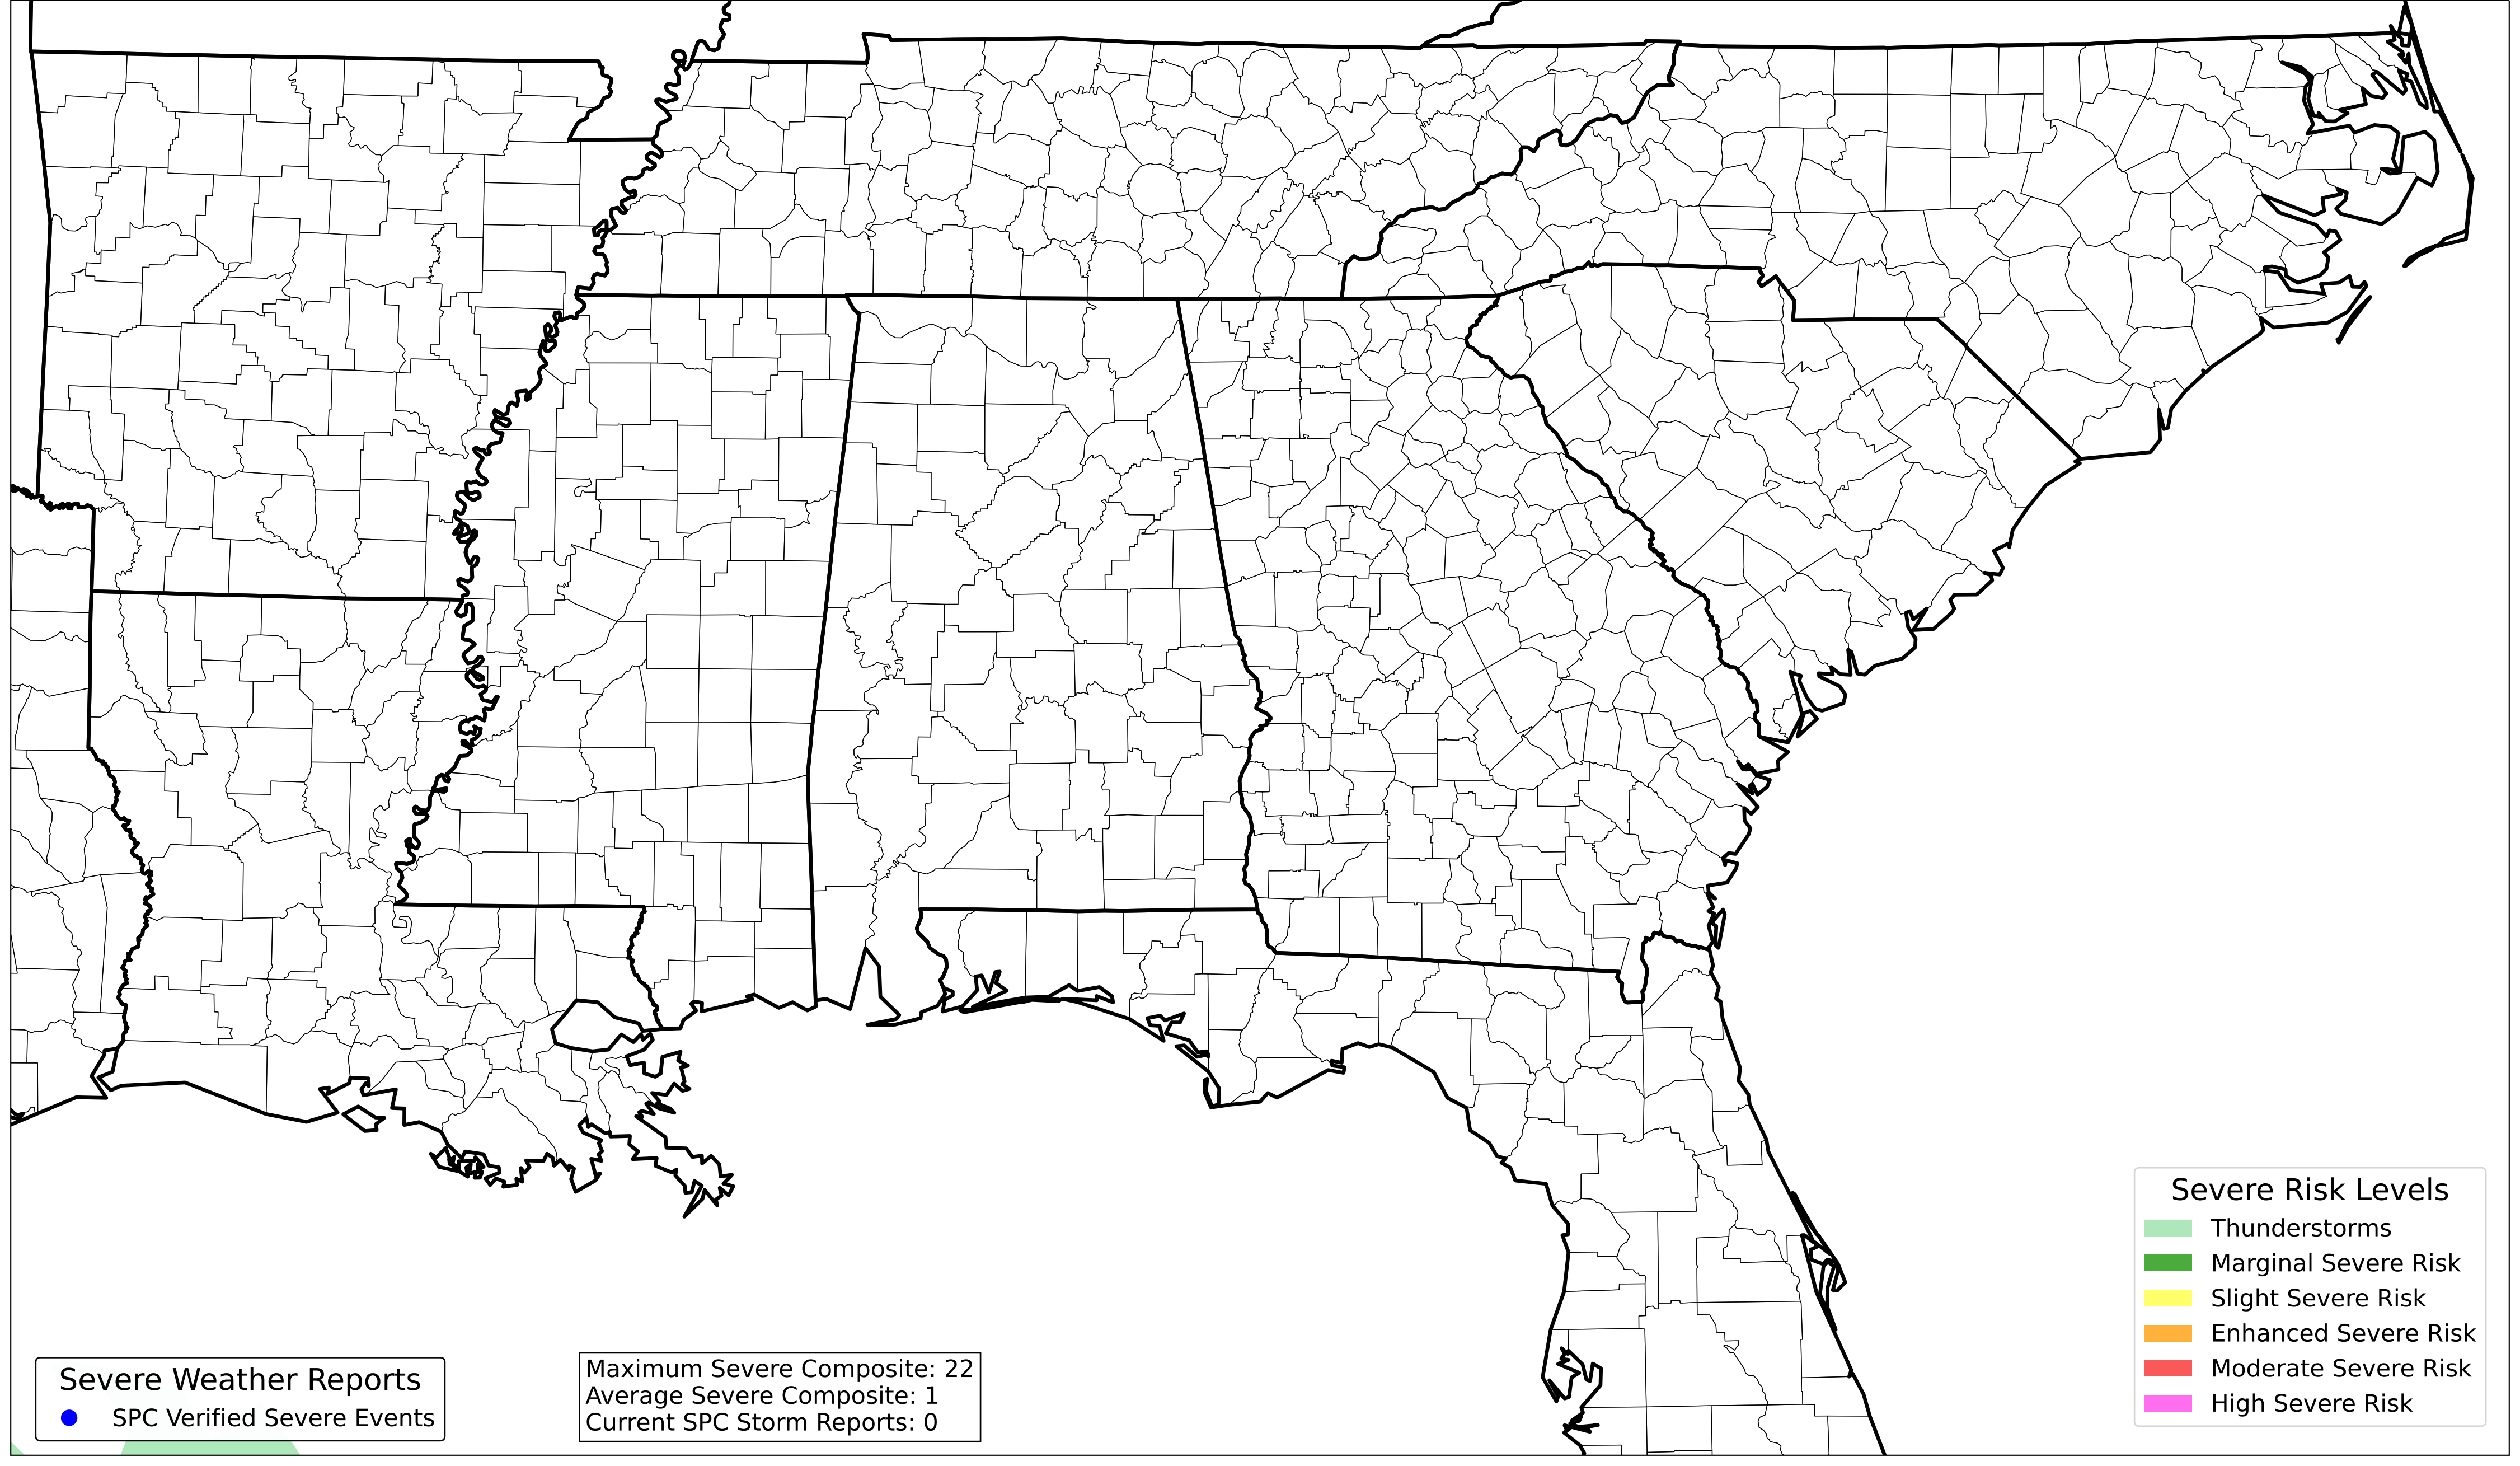 Severe Risk Levels
Thunderstorms
Marginal Severe Risk
Slight Severe Risk
Enhanced Severe Risk
Moderate Severe Risk
High Severe Risk
Severe Weather Reports
SPC Verified Severe Events
Maximum Severe Composite: 22
Average Severe Composite: 1
Current SPC Storm Reports: 0